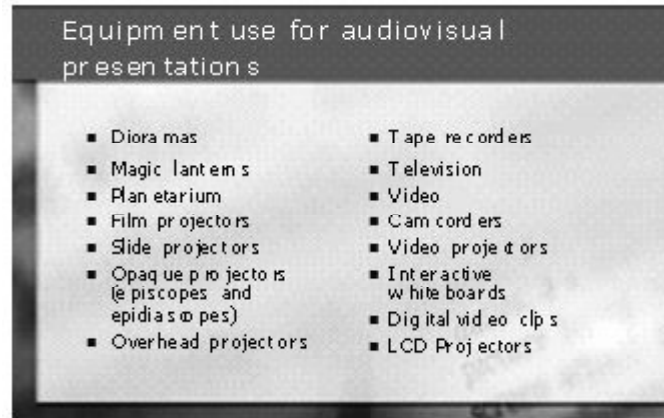 Equipment use for audiovisual
presentations
▪ Dioramas
▪ Magic lanterns
▪ Planetarium
▪ Film projectors
▪ Slide projectors
▪ Opaque projectors
(episcopes and
epidiascopes)
▪ Overhead projectors
▪ Tape recorders
▪ Television
▪ Video
▪ Camcorders
▪ Video projectors
▪ Interactive
whiteboards
▪ Digital video clips
▪ LCD Projectors